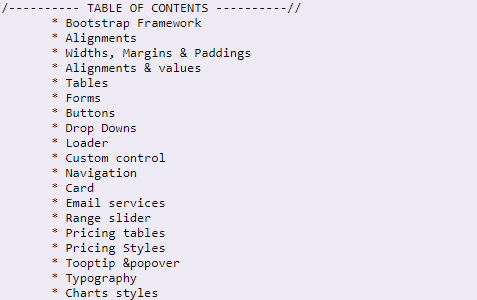 /---------- TABLE OF CONTENTS ----------//
* Bootstrap Framework
* Alignments
* Widths, Margins & Paddings
* Alignments & values
* Tables
* Forms
* Buttons
* Drop Downs
* Loader
* Custom control
* Navigation
* Card
* Email services
* Range slider
* Pricing tables
* Pricing Styles
* Tooptip &popover
* Typography
* Charts styles